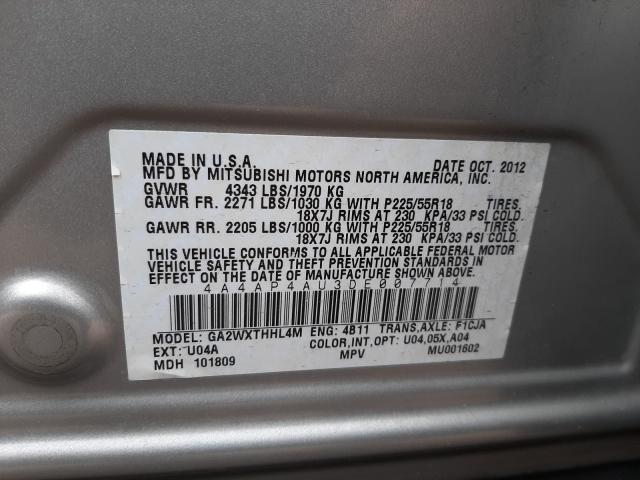 MADE IN U.S.A. DATE OCT. 2012
MFD BY MITSUBISHI MOTORS NORTH AMERICA, INC.
GVWR 4343 LBS/1970 KG
GAWR FR. 2271 LBS/1030 KG WITH P225/55R18 TIRES,
18X7J RIMS AT 230 KPA/33 PSI COLD.
GAWR RR. 2205 LBS/1000 KG WITH P225/55R18 TIRES,
18X7J RIMS AT 230 KPA/33 PSI COLD.
THIS VEHICLE CONFORMS TO ALL APPLICABLE FEDERAL MOTOR
VEHICLE SAFETY AND THEFT PREVENTION STANDARDS IN
EFFECT ON THE DATE OF MANUFACTURE SHOWN ABOVE.
4A4AP4AU3DE007714
MODEL: GA2WXTHHL4M ENG: 4B11 TRANS,AXLE: F1CJA
EXT: U04A COLOR,INT,OPT: U04,05X,A04
MDH 101809 MPV MU001602